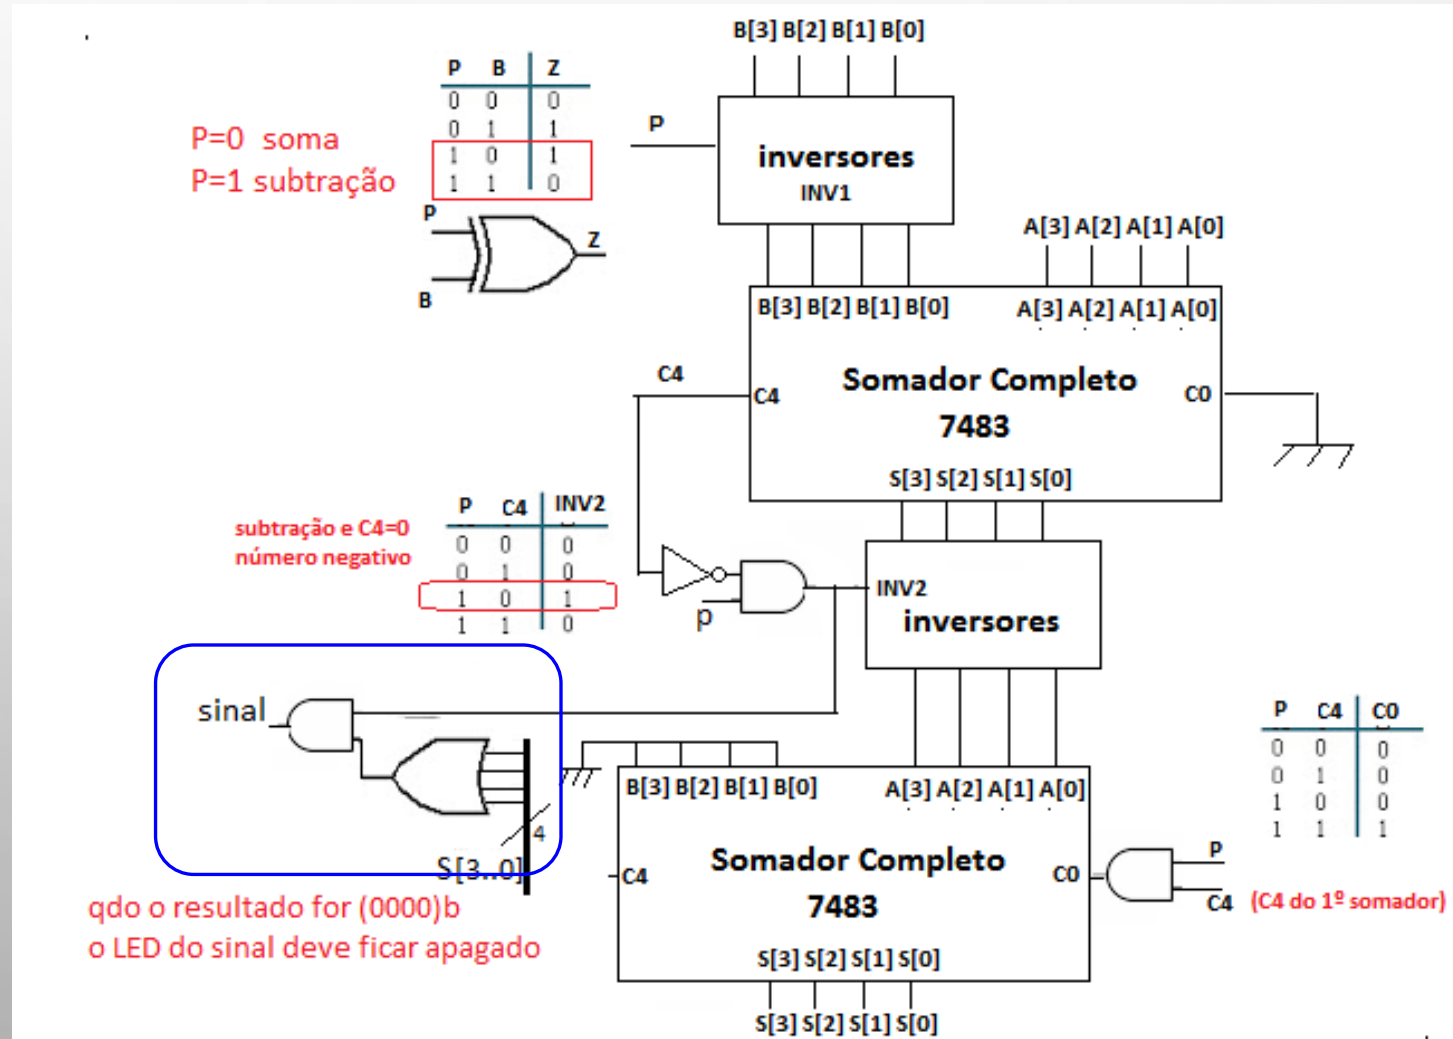 B[3] B[2] B[1] B[0]
P B Z
0 0 0
0 1 1
1 0 1
1 1 0
P=0 soma
P=1 subtração
P
inversores
INV1
P
Z
B
A[3] A[2] A[1] A[0]
B[3] B[2] B[1] B[0] A[3] A[2] A[1] A[0]
C4
C4
Somador Completo
7483
C0
S[3] S[2] S[1] S[0]
P C4 INV2
0 0 0
0 1 0
1 0 1
1 1 0
subtração e C4=0
número negativo
p
INV2
inversores
sinal
4
S[3..0]
qdo o resultado for (0000)b
o LED do sinal deve ficar apagado
B[3] B[2] B[1] B[0] A[3] A[2] A[1] A[0]
C4
Somador Completo
7483
C0
S[3] S[2] S[1] S[0]
S[3] S[2] S[1] S[0]
P C4 C0
0 0 0
0 1 0
1 0 0
1 1 1
P
C4 (C4 do 1º somador)